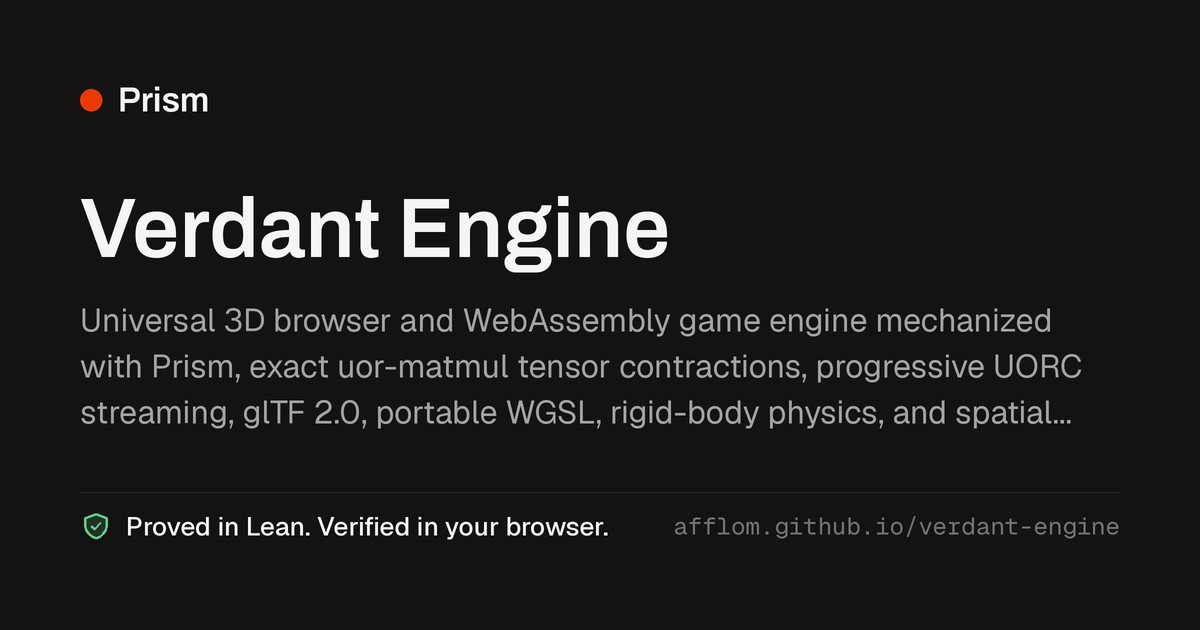 Prism
Verdant Engine
Universal 3D browser and WebAssembly game engine mechanized
with Prism, exact uor-matmul tensor contractions, progressive UORC
streaming, glTF 2.0, portable WGSL, rigid-body physics, and spatial...
Proved in Lean. Verified in your browser.
afflom.github.io/verdant-engine